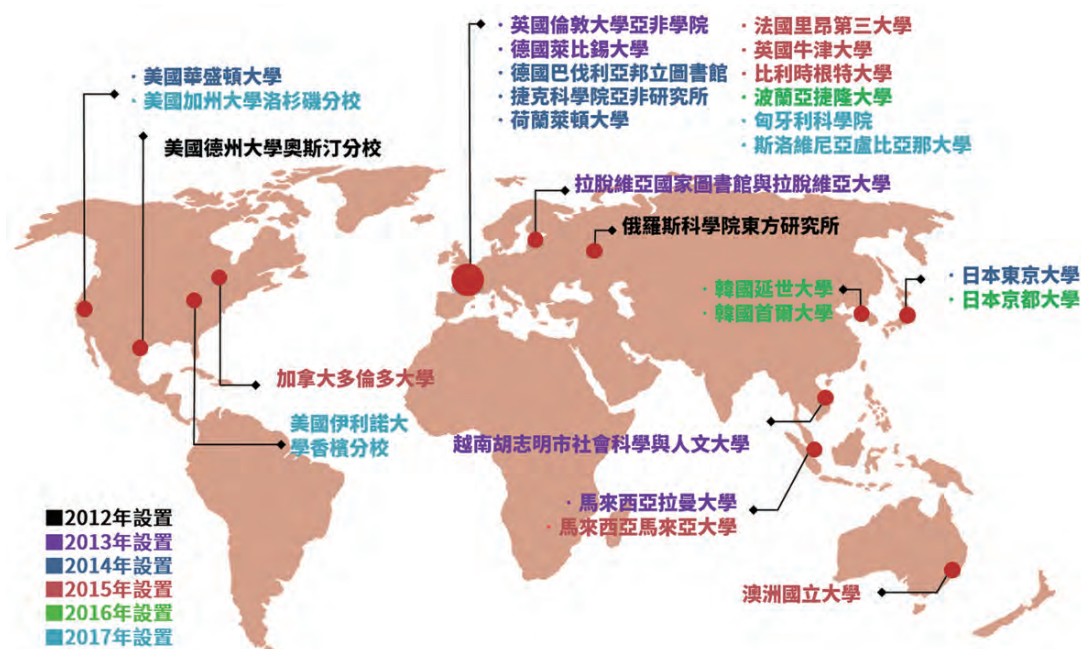 · 英國倫敦大學亞非學院
· 德國萊比錫大學
· 德國巴伐利亞邦立圖書館
· 捷克科學院亞非研究所
· 荷蘭萊頓大學
· 法國里昂第三大學
· 英國牛津大學
· 比利時根特大學
· 波蘭亞捷隆大學
· 匈牙利科學院
· 斯洛維尼亞盧比亞那大學
· 美國華盛頓大學
· 美國加州大學洛杉磯分校
美國德州大學奧斯汀分校
拉脫維亞國家圖書館與拉脫維亞大學
俄羅斯科學院東方研究所
· 日本東京大學
· 日本京都大學
· 韓國延世大學
· 韓國首爾大學
加拿大多倫多大學
美國伊利諾大
學香檳分校
越南胡志明市社會科學與人文大學
· 馬來西亞拉曼大學
· 馬來西亞馬來亞大學
澳洲國立大學
■2012年設置
■2013年設置
■2014年設置
■2015年設置
■2016年設置
■2017年設置